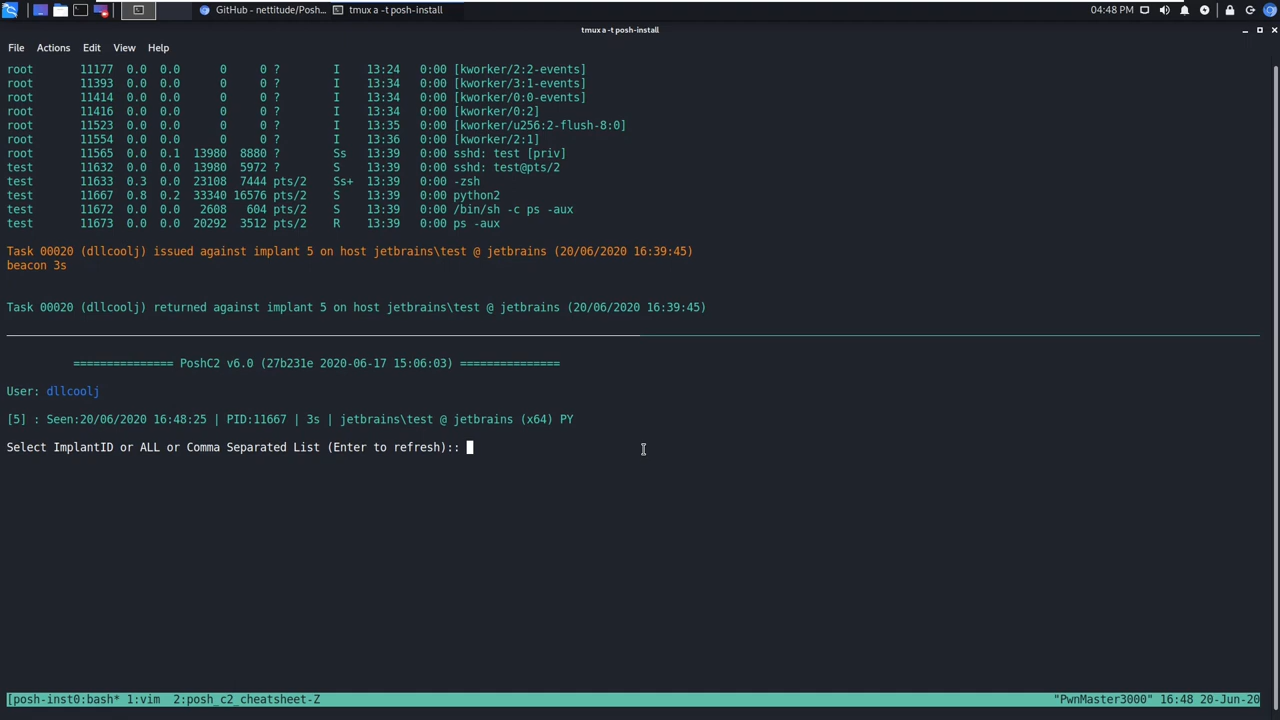 GitHub - nettitude/Posh... tmux a -t posh-install 04:48 PM
tmux a -t posh-install
File Actions Edit View Help
root 11177 0.0 0.0 0 0 ? I 13:24 0:00 [kworker/2:2-events]
root 11393 0.0 0.0 0 0 ? I 13:34 0:00 [kworker/3:1-events]
root 11414 0.0 0.0 0 0 ? I 13:34 0:00 [kworker/0:0-events]
root 11416 0.0 0.0 0 0 ? I 13:34 0:00 [kworker/0:2]
root 11523 0.0 0.0 0 0 ? I 13:35 0:00 [kworker/u256:2-flush-8:0]
root 11554 0.0 0.0 0 0 ? I 13:36 0:00 [kworker/2:1]
root 11565 0.0 0.1 13980 8880 ? Ss 13:39 0:00 sshd: test [priv]
test 11632 0.0 0.0 13980 5972 ? S 13:39 0:00 sshd: test@pts/2
test 11633 0.3 0.0 23108 7444 pts/2 Ss+ 13:39 0:00 -zsh
test 11667 0.8 0.2 33340 16576 pts/2 S 13:39 0:00 python2
test 11672 0.0 0.0 2608 604 pts/2 S 13:39 0:00 /bin/sh -c ps -aux
test 11673 0.0 0.0 20292 3512 pts/2 R 13:39 0:00 ps -aux
Task 00020 (dllcoolj) issued against implant 5 on host jetbrains\test @ jetbrains (20/06/2020 16:39:45)
beacon 3s
Task 00020 (dllcoolj) returned against implant 5 on host jetbrains\test @ jetbrains (20/06/2020 16:39:45)
=============== PoshC2 v6.0 (27b231e 2020-06-17 15:06:03) ===============
User: dllcoolj
[5] : Seen:20/06/2020 16:48:25 | PID:11667 | 3s | jetbrains\test @ jetbrains (x64) PY
Select ImplantID or ALL or Comma Separated List (Enter to refresh)::
[posh-inst0:bash* 1:vim 2:posh_c2_cheatsheet-Z "PwnMaster3000" 16:48 20-Jun-20